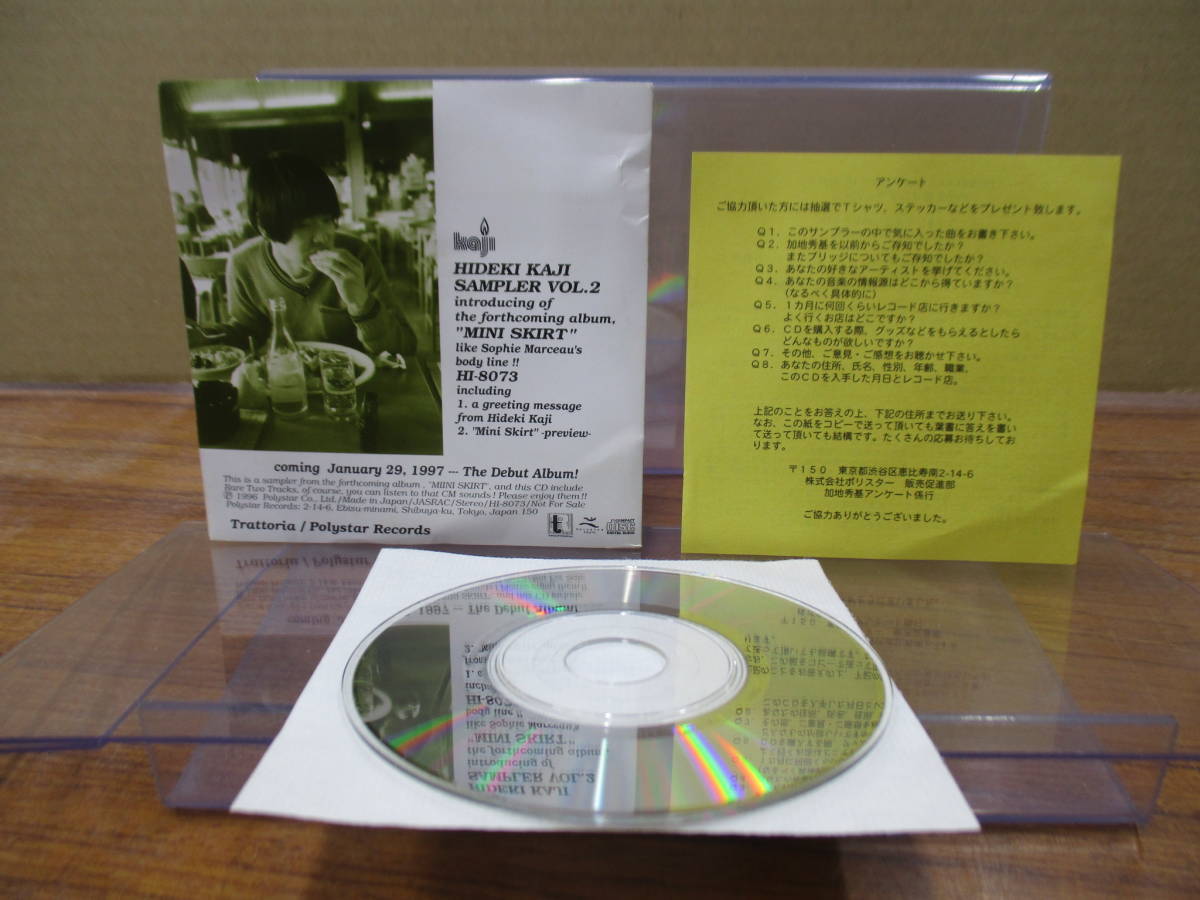 kaji
HIDEKI KAJI
SAMPLER VOL.2
introducing of
the forthcoming album,
"MINI SKIRT"
like Sophie Marceau's
body line !!
HI-8073
including
1. a greeting message
from Hideki Kaji
2. "Mini Skirt" -preview-
coming January 29, 1997 --- The Debut Album!
This is a sampler from the forthcoming album . "MIINI SKIRT", and this CD include
Rare Two Tracks, of course, you can listen to that CM sounds ! Please enjoy them !!
Ⓟ 1996 Polystar Co., Ltd./Made in Japan/JASRAC/Stereo/HI-8073/Not For Sale
Polystar Records: 2-14-6, Ebisu-minami, Shibuya-ku, Tokyo, Japan 150
Trattoria / Polystar Records
COMPACT
disc
DIGITAL AUDIO
アンケート
ご協力頂いた方には抽選でTシャツ、ステッカーなどをプレゼント致します。
Q1. このサンプラーの中で気に入った曲をお書き下さい。
Q2. 加地秀基を以前からご存知でしたか?
またブリッジについてもご存知でしたか?
Q3. あなたの好きなアーティストを挙げてください。
Q4. あなたの音楽の情報源はどこから得ていますか?
(なるべく具体的に)
Q5. 1カ月に何回くらいレコード店に行きますか?
よく行くお店はどこですか?
Q6. CDを購入する際、グッズなどをもらえるとしたら
どんなものが欲しいですか?
Q7. その他、ご意見・ご感想をお聴かせ下さい。
Q8. あなたの住所、氏名、性別、年齢、職業、
このCDを入手した月日とレコード店。
上記のことをお答えの上、下記の住所までお送り下さい。
なお、この紙をコピーで送って頂いても葉書に答えを書い
て送って頂いても結構です。たくさんの応募お待ちしてお
ります。
〒150 東京都渋谷区恵比寿南2-14-6
株式会社ポリスター 販売促進部
加地秀基アンケート係行
ご協力ありがとうございました。